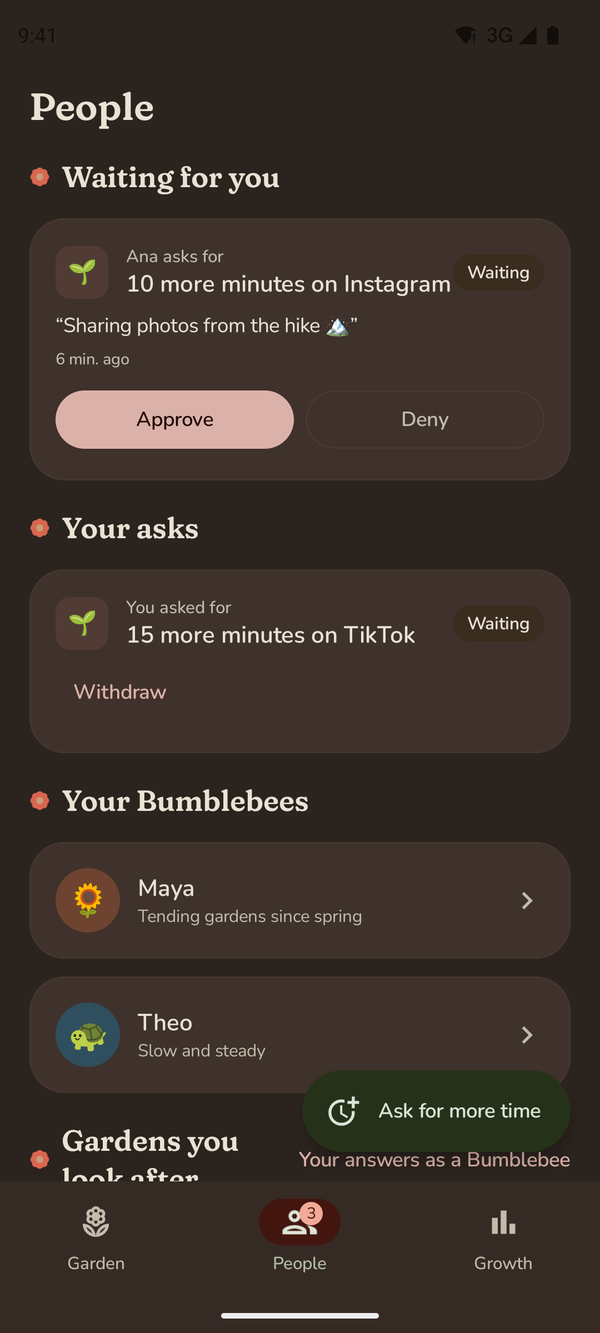 9:41
3G
People
Waiting for you
Ana asks for
10 more minutes on Instagram
Waiting
“Sharing photos from the hike 🏔️”
6 min. ago
Approve
Deny
Your asks
You asked for
15 more minutes on TikTok
Waiting
Withdraw
Your Bumblebees
Maya
Tending gardens since spring
Theo
Slow and steady
Ask for more time
Gardens you
look after
Your answers as a Bumblebee
3
Garden
People
Growth